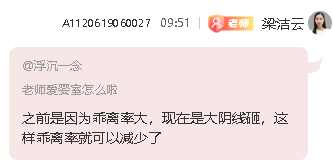 A1120619060027 09:51 | 老师 梁洁云
@浮沉一念
老师爱婴室怎么啦
之前是因为乖离率大，现在是大阴线砸，这
样乖离率就可以减少了